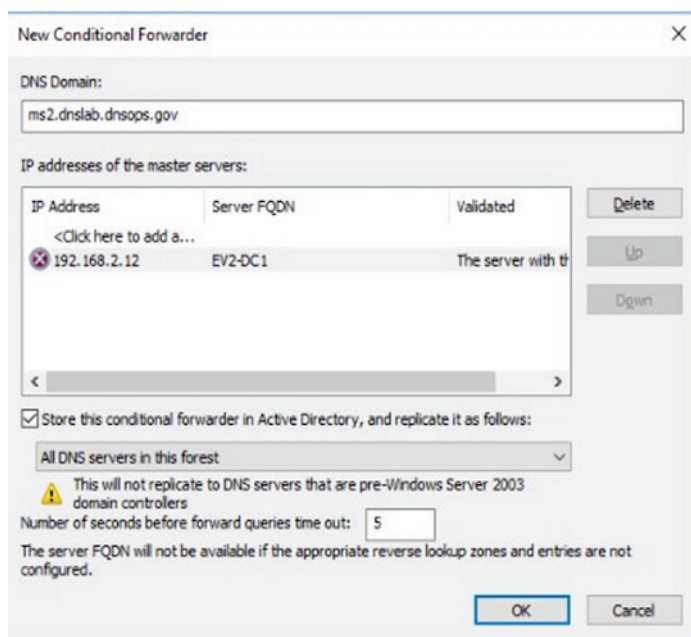 New Conditional Forwarder
DNS Domain:
ms2.dnslab.dnsops.gov
IP addresses of the master servers:
IP Address Server FQDN Validated
<Click here to add a...
192.168.2.12 EV2-DC1 The server with th
Delete
Up
Down
Store this conditional forwarder in Active Directory, and replicate it as follows:
All DNS servers in this forest
This will not replicate to DNS servers that are pre-Windows Server 2003
domain controllers
Number of seconds before forward queries time out: 5
The server FQDN will not be available if the appropriate reverse lookup zones and entries are not
configured.
OK Cancel